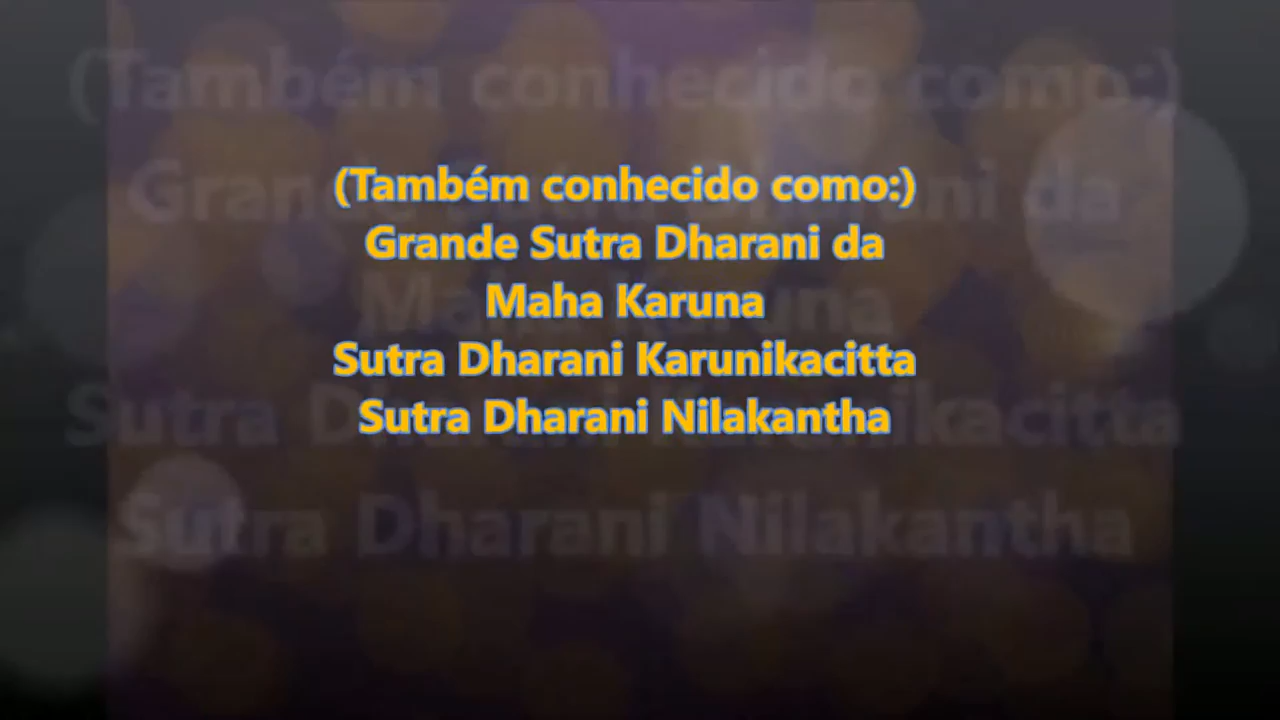 (Também conhecido como:)
Grande Sutra Dharani da
Maha Karuna
Sutra Dharani Karunikacitta
Sutra Dharani Nilakantha